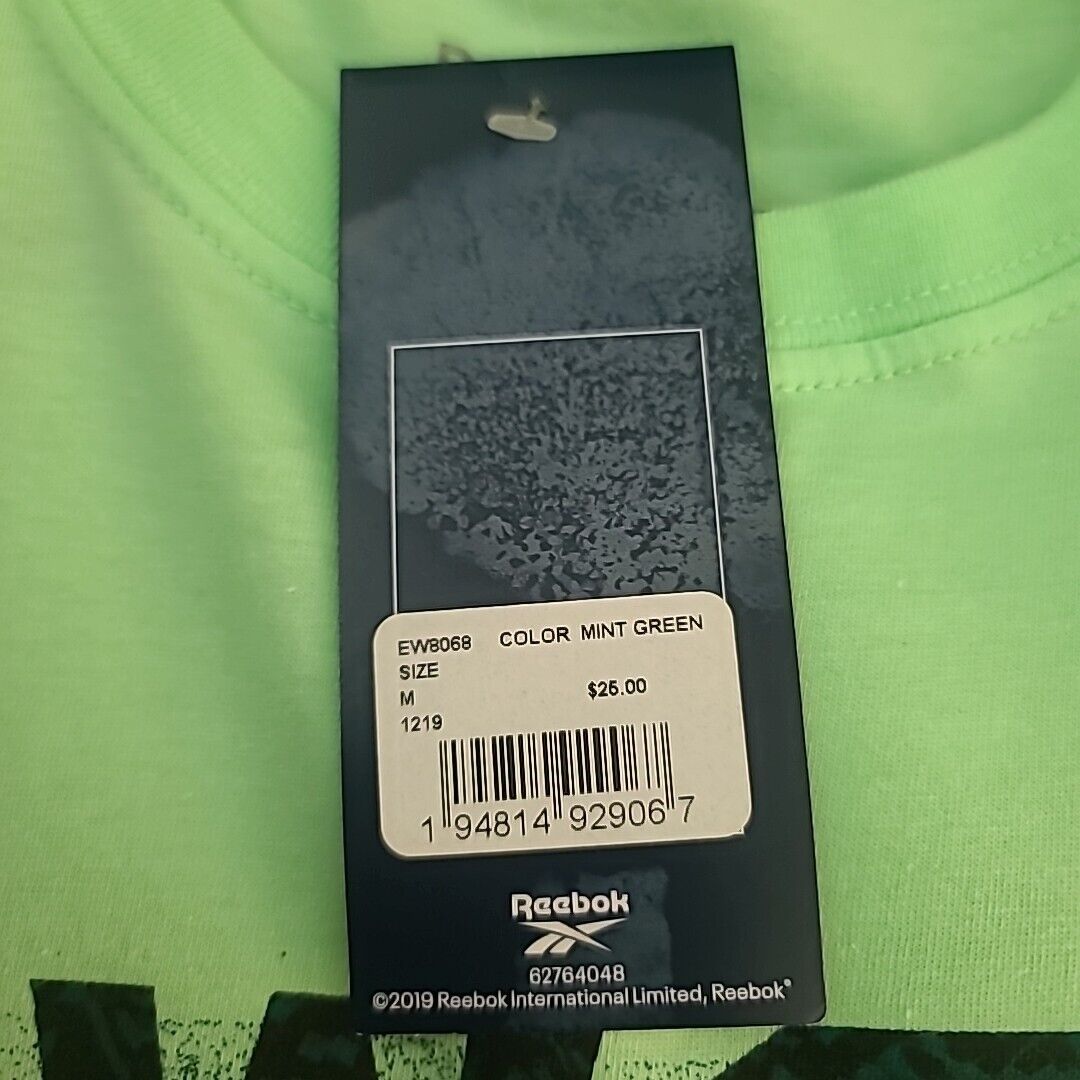 EW8068 COLOR MINT GREEN
SIZE
M $25.00
1219
1 94814 92906 7
Reebok
62764048
©2019 Reebok International Limited, Reebok®